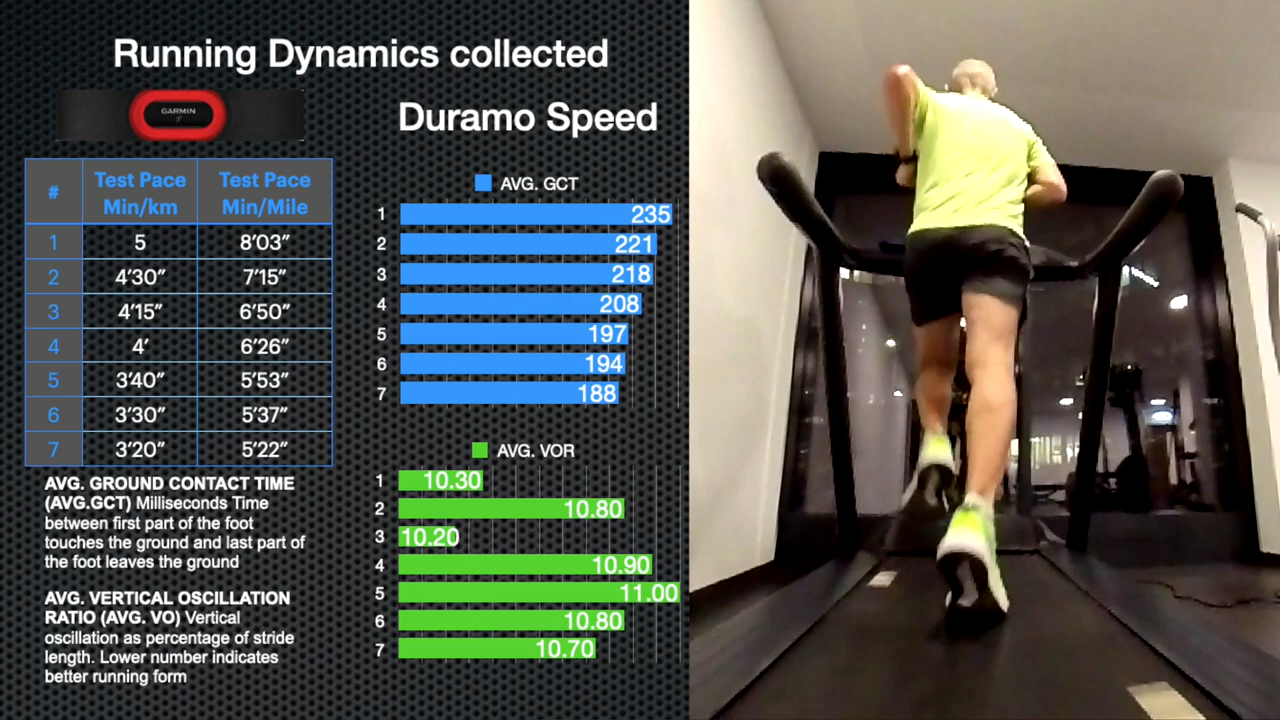 Running Dynamics collected
GARMIN
Duramo Speed
# Test Pace Min/km Test Pace Min/Mile
1 5 8’03”
2 4’30” 7’15”
3 4’15” 6’50”
4 4’ 6’26”
5 3’40” 5’53”
6 3’30” 5’37”
7 3’20” 5’22”
AVG. GROUND CONTACT TIME
(AVG.GCT) Milliseconds Time
between first part of the foot
touches the ground and last part of
the foot leaves the ground
AVG. VERTICAL OSCILLATION
RATIO (AVG. VO) Vertical
oscillation as percentage of stride
length. Lower number indicates
better running form
AVG. GCT
1 235
2 221
3 218
4 208
5 197
6 194
7 188
AVG. VOR
1 10.30
2 10.80
3 10.20
4 10.90
5 11.00
6 10.80
7 10.70